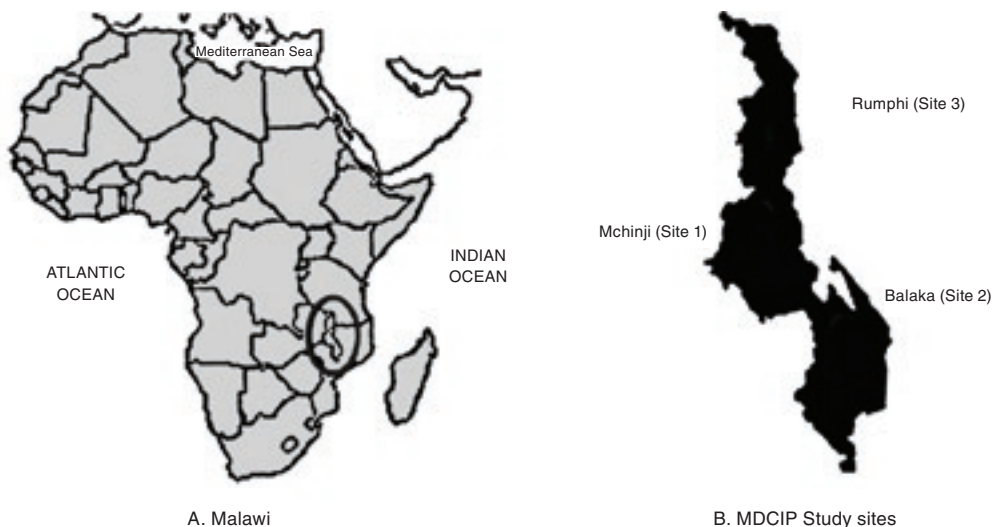 Mediterranean Sea
ATLANTIC
OCEAN
INDIAN
OCEAN
A. Malawi
Rumphi (Site 3)
Mchinji (Site 1)
Balaka (Site 2)
B. MDCIP Study sites